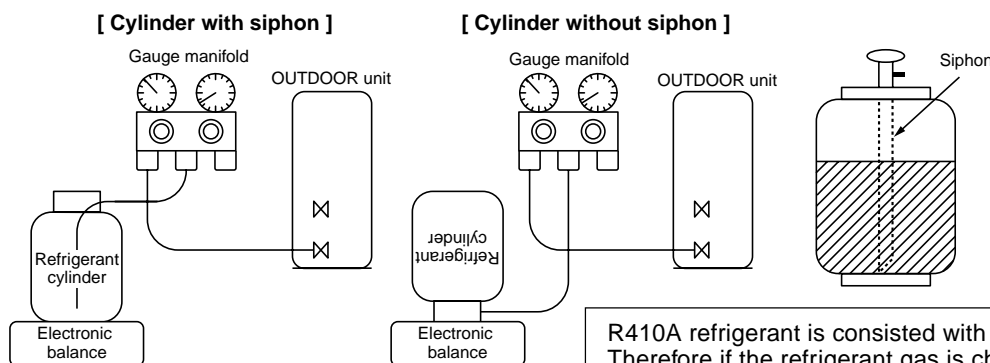 [ Cylinder with siphon ]
Gauge manifold
OUTDOOR unit
Refrigerant
cylinder
Electronic
balance
[ Cylinder without siphon ]
Gauge manifold
OUTDOOR unit
Refrigerant
cylinder
Electronic
balance
Siphon
R410A refrigerant is consisted with
Therefore if the refrigerant gas is ch